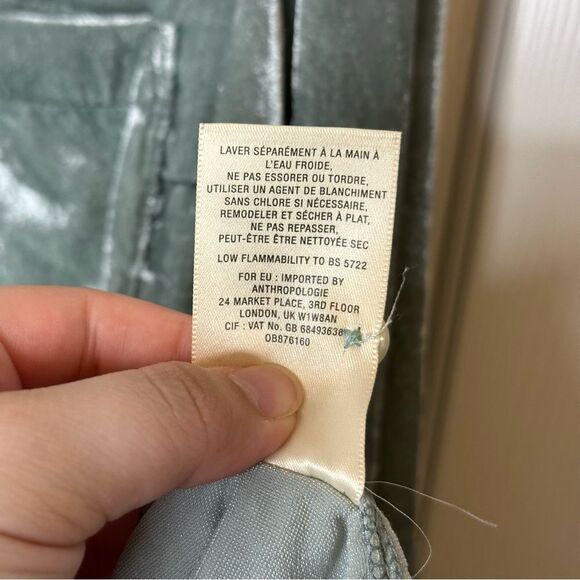 LAVER SÉPARÉMENT À LA MAIN À
L'EAU FROIDE,
NE PAS ESSORER OU TORDRE,
UTILISER UN AGENT DE BLANCHIMENT
SANS CHLORE SI NÉCESSAIRE,
REMODELER ET SÉCHER À PLAT,
NE PAS REPASSER,
PEUT-ÊTRE ÊTRE NETTOYÉE SEC
LOW FLAMMABILITY TO BS 5722
FOR EU : IMPORTED BY
ANTHROPOLOGIE
24 MARKET PLACE, 3RD FLOOR
LONDON, UK W1W8AN
CIF : VAT No. GB
OB876160